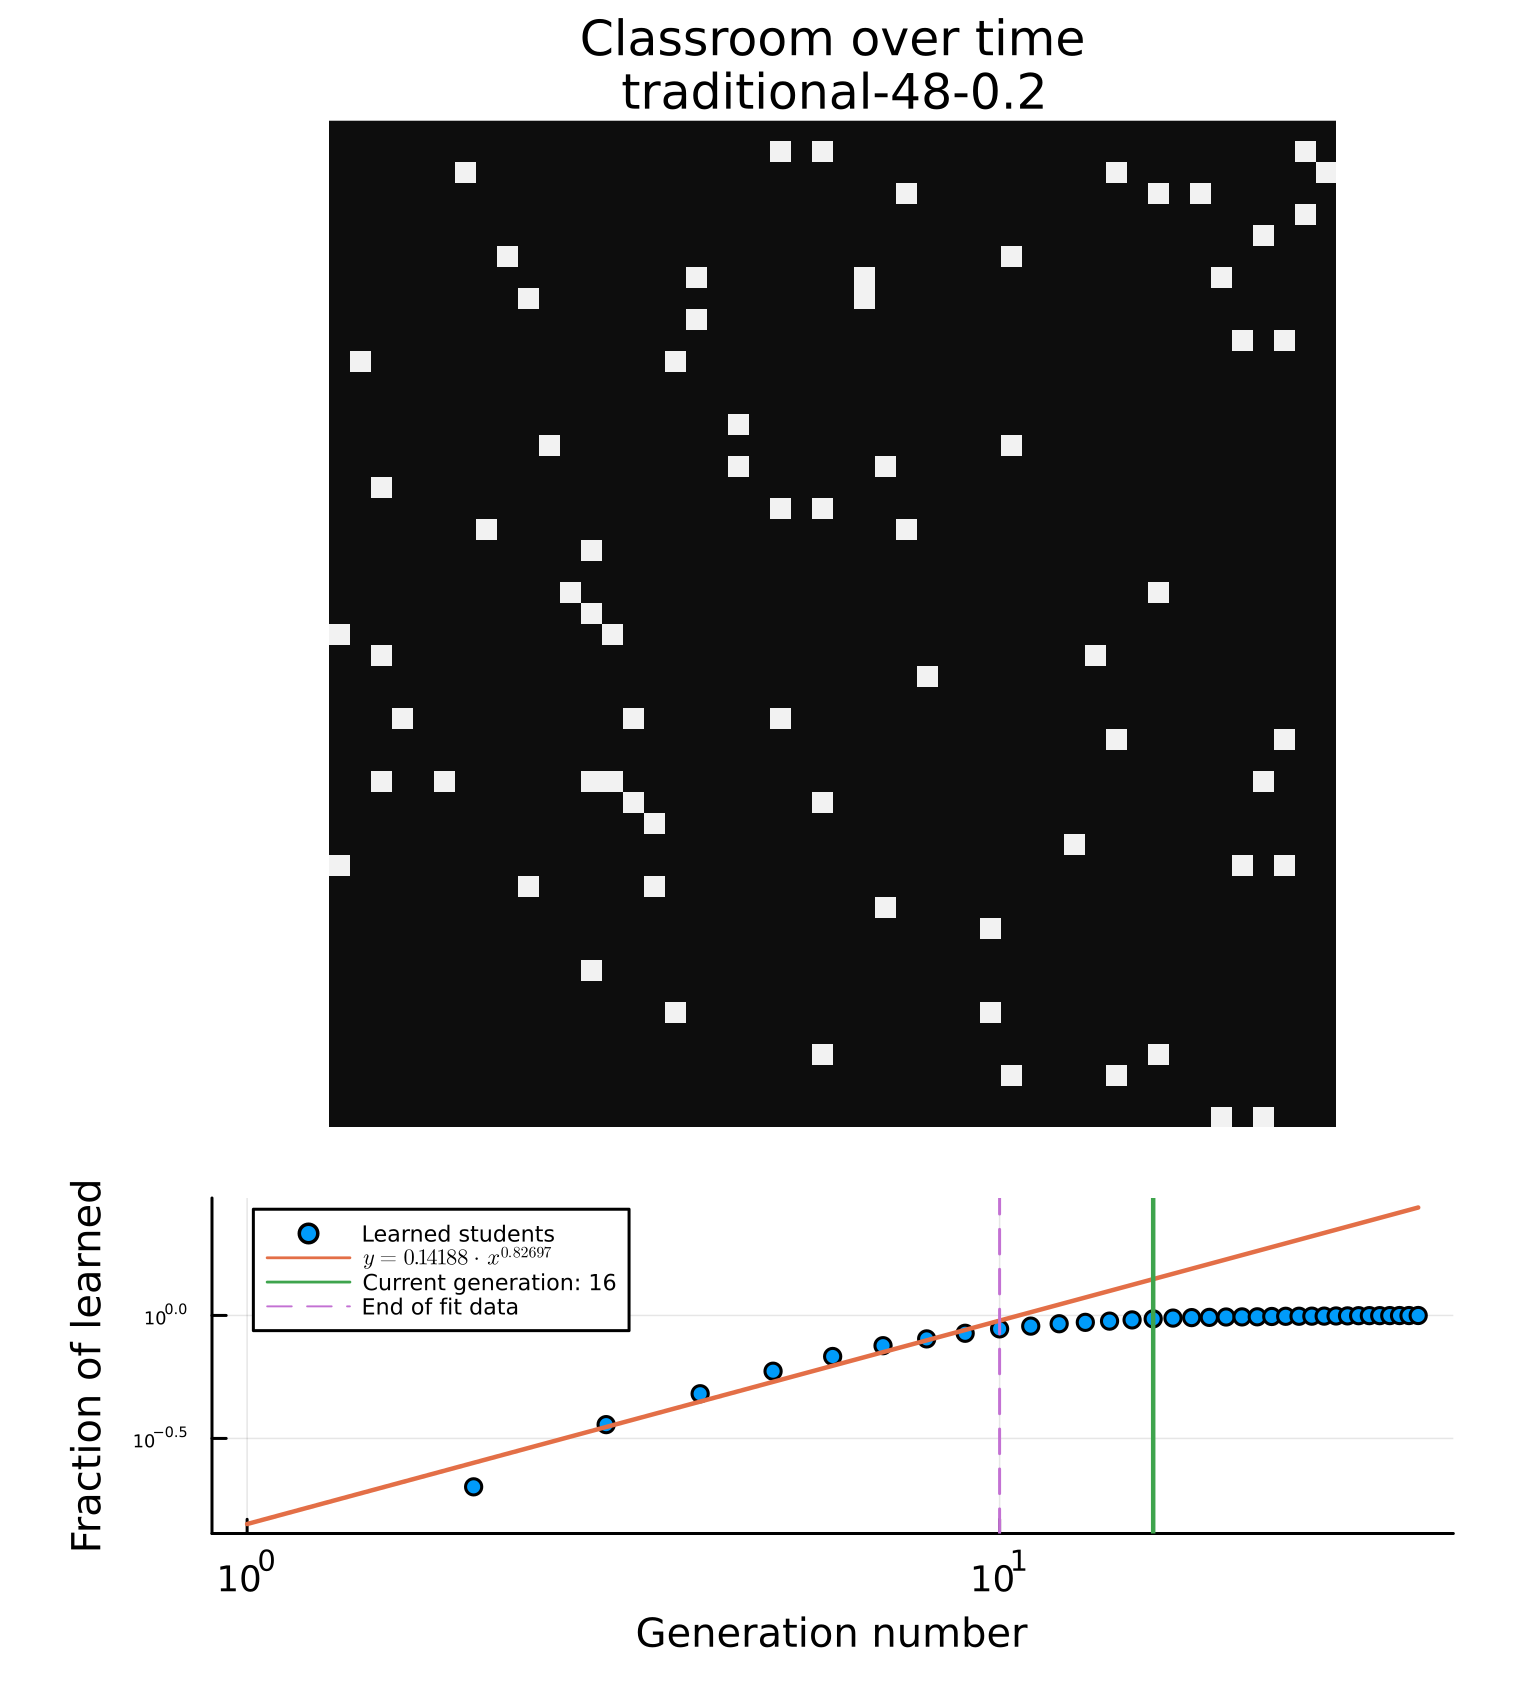 Classroom over time
traditional-48-0.2
Fraction of learned
Learned students
y = 0.14188 · x^0.82697
Current generation: 16
End of fit data
10^0.0
10^−0.5
10^0
10^1
Generation number